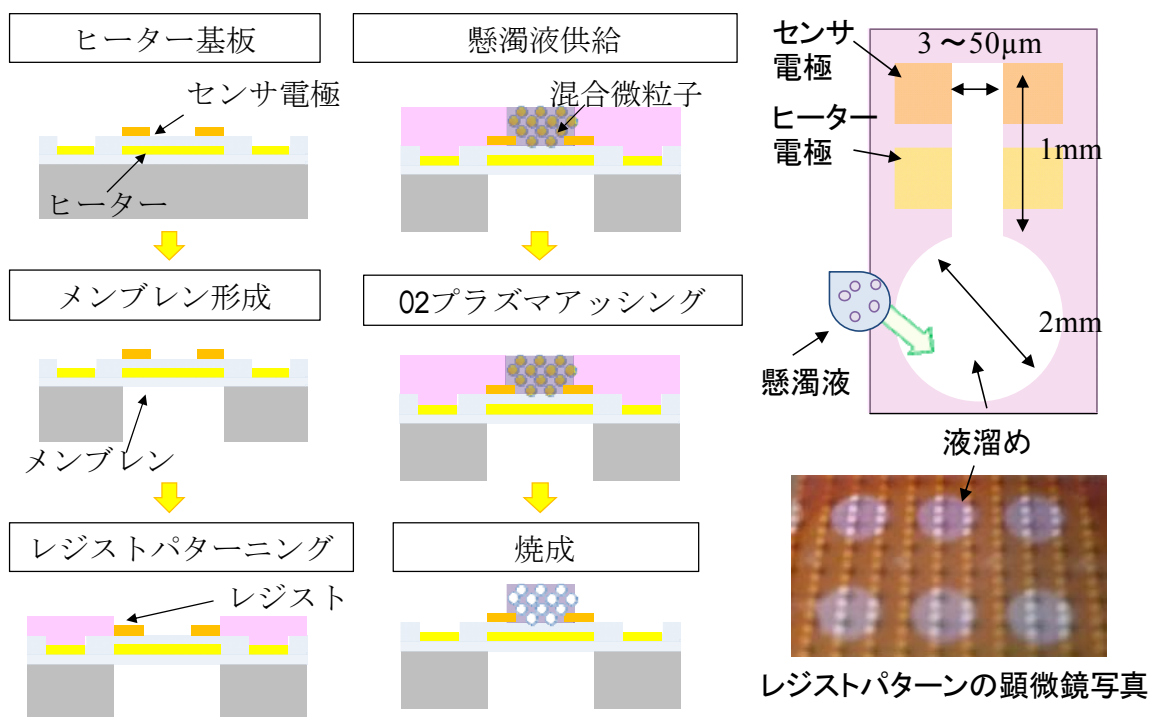 ヒーター基板
センサ電極
ヒーター
メンブレン形成
メンブレン
レジストパターニング
レジスト
懸濁液供給
混合微粒子
O2プラズマアッシング
焼成
センサ
電極
3 ～50μm
ヒーター
電極
1mm
2mm
懸濁液
液溜め
レジストパターンの顕微鏡写真